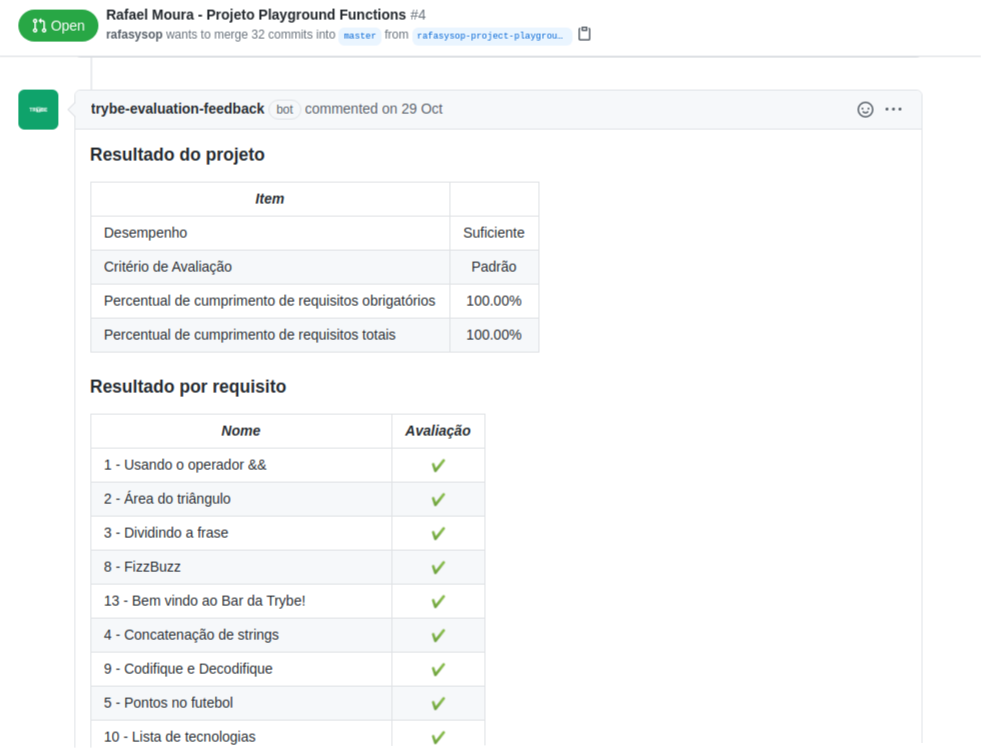 Open
Rafael Moura - Projeto Playground Functions #4
rafasysop wants to merge 32 commits into master from rafasysop-project-playgrou…
TRYBE
trybe-evaluation-feedback bot commented on 29 Oct
Resultado do projeto
Item
Desempenho Suficiente
Critério de Avaliação Padrão
Percentual de cumprimento de requisitos obrigatórios 100.00%
Percentual de cumprimento de requisitos totais 100.00%
Resultado por requisito
Nome Avaliação
1 - Usando o operador && ✔
2 - Área do triângulo ✔
3 - Dividindo a frase ✔
8 - FizzBuzz ✔
13 - Bem vindo ao Bar da Trybe! ✔
4 - Concatenação de strings ✔
9 - Codifique e Decodifique ✔
5 - Pontos no futebol ✔
10 - Lista de tecnologias ✔